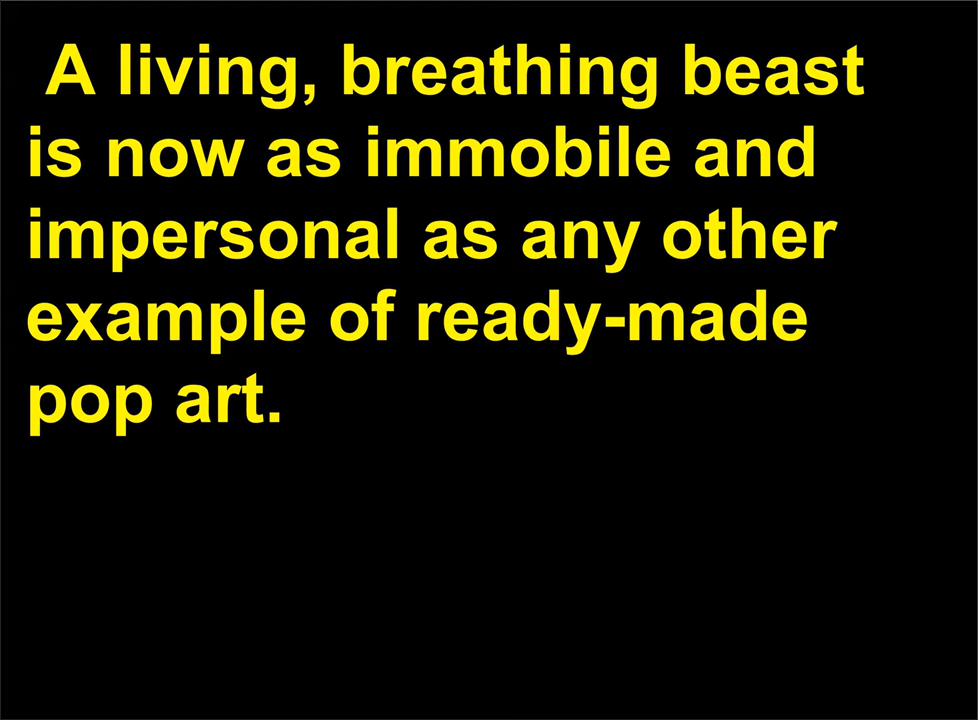 A living, breathing beast
is now as immobile and
impersonal as any other
example of ready-made
pop art.